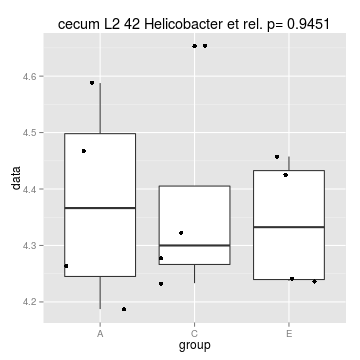 cecum L2 42 Helicobacter et rel. p= 0.9451
data
4.6
4.5
4.4
4.3
4.2
A C E
group